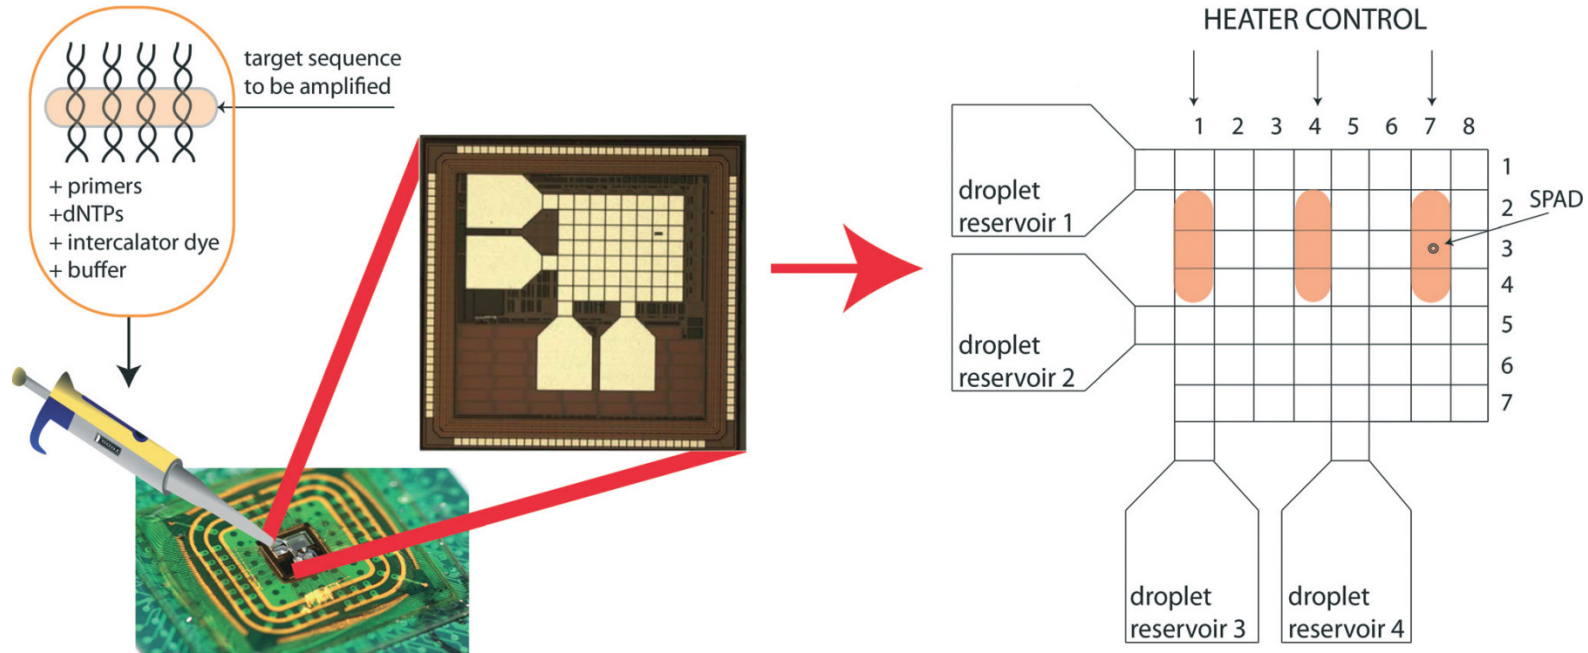 target sequence
to be amplified
+ primers
+dNTPs
+ intercalator dye
+ buffer
HEATER CONTROL
1 2 3 4 5 6 7 8
droplet
reservoir 1
1
2
3
4
5
6
7
SPAD
droplet
reservoir 2
droplet
reservoir 3
droplet
reservoir 4